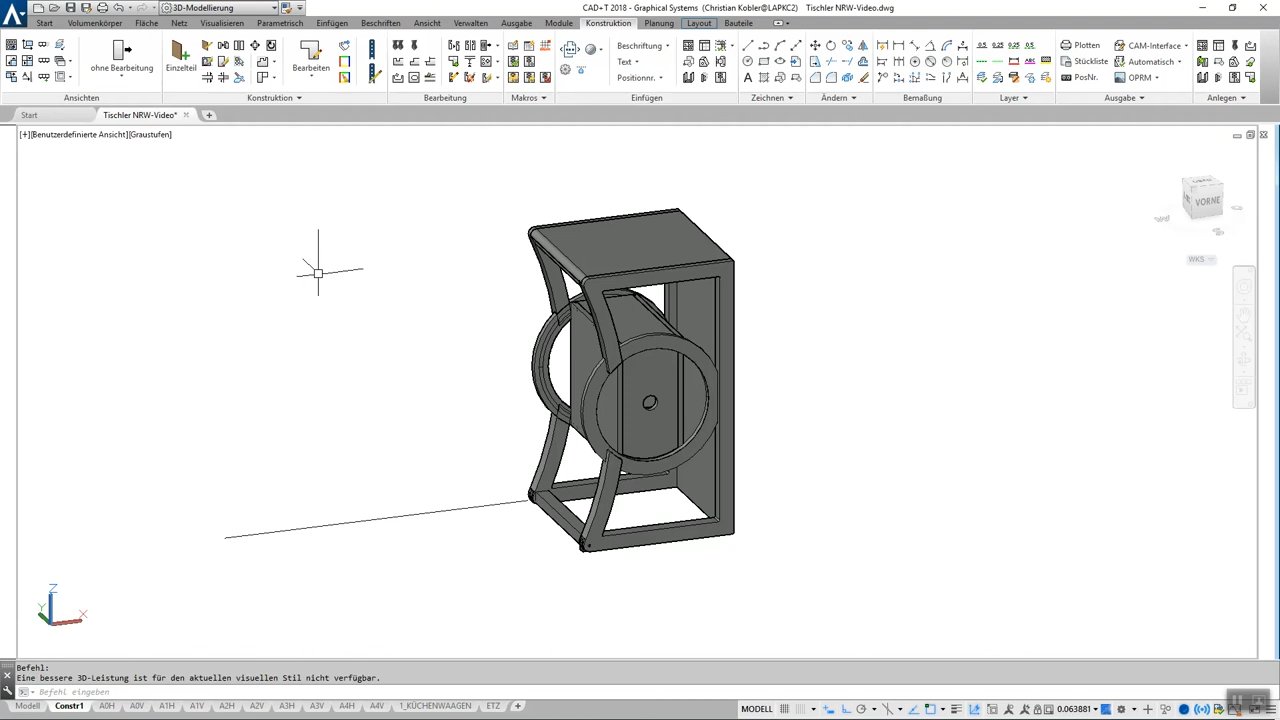 3D-Modellierung
CAD+T 2018 - Graphical Systems (Christian Kobler@LAPKC2) Tischler NRW-Video.dwg
Start Volumenkörper Fläche Netz Visualisieren Parametrisch Einfügen Beschriften Ansicht Verwalten Ausgabe Module Konstruktion Planung Layout Bauteile
ohne Bearbeitung
Einzelteil
Bearbeiten
Beschriftung
Text
Positionnr.
Plotten
Stückliste
PosNr.
CAM-Interface
Automatisch
OPRM
Ansichten Konstruktion Bearbeitung Makros Einfügen Zeichnen Ändern Bemaßung Layer Ausgabe Anlegen
Start Tischler NRW-Video* +
[+][Benutzerdefinierte Ansicht][Graustufen]
VORNE
WKS
Z
Y
X
Befehl:
Eine bessere 3D-Leistung ist für den aktuellen visuellen Stil nicht verfügbar.
Befehl eingeben
Modell Constr1 A0H A0V A1H A1V A2H A2V A3H A3V A4H A4V 1_KÜCHENWAAGEN ETZ +
MODELL 0.063881